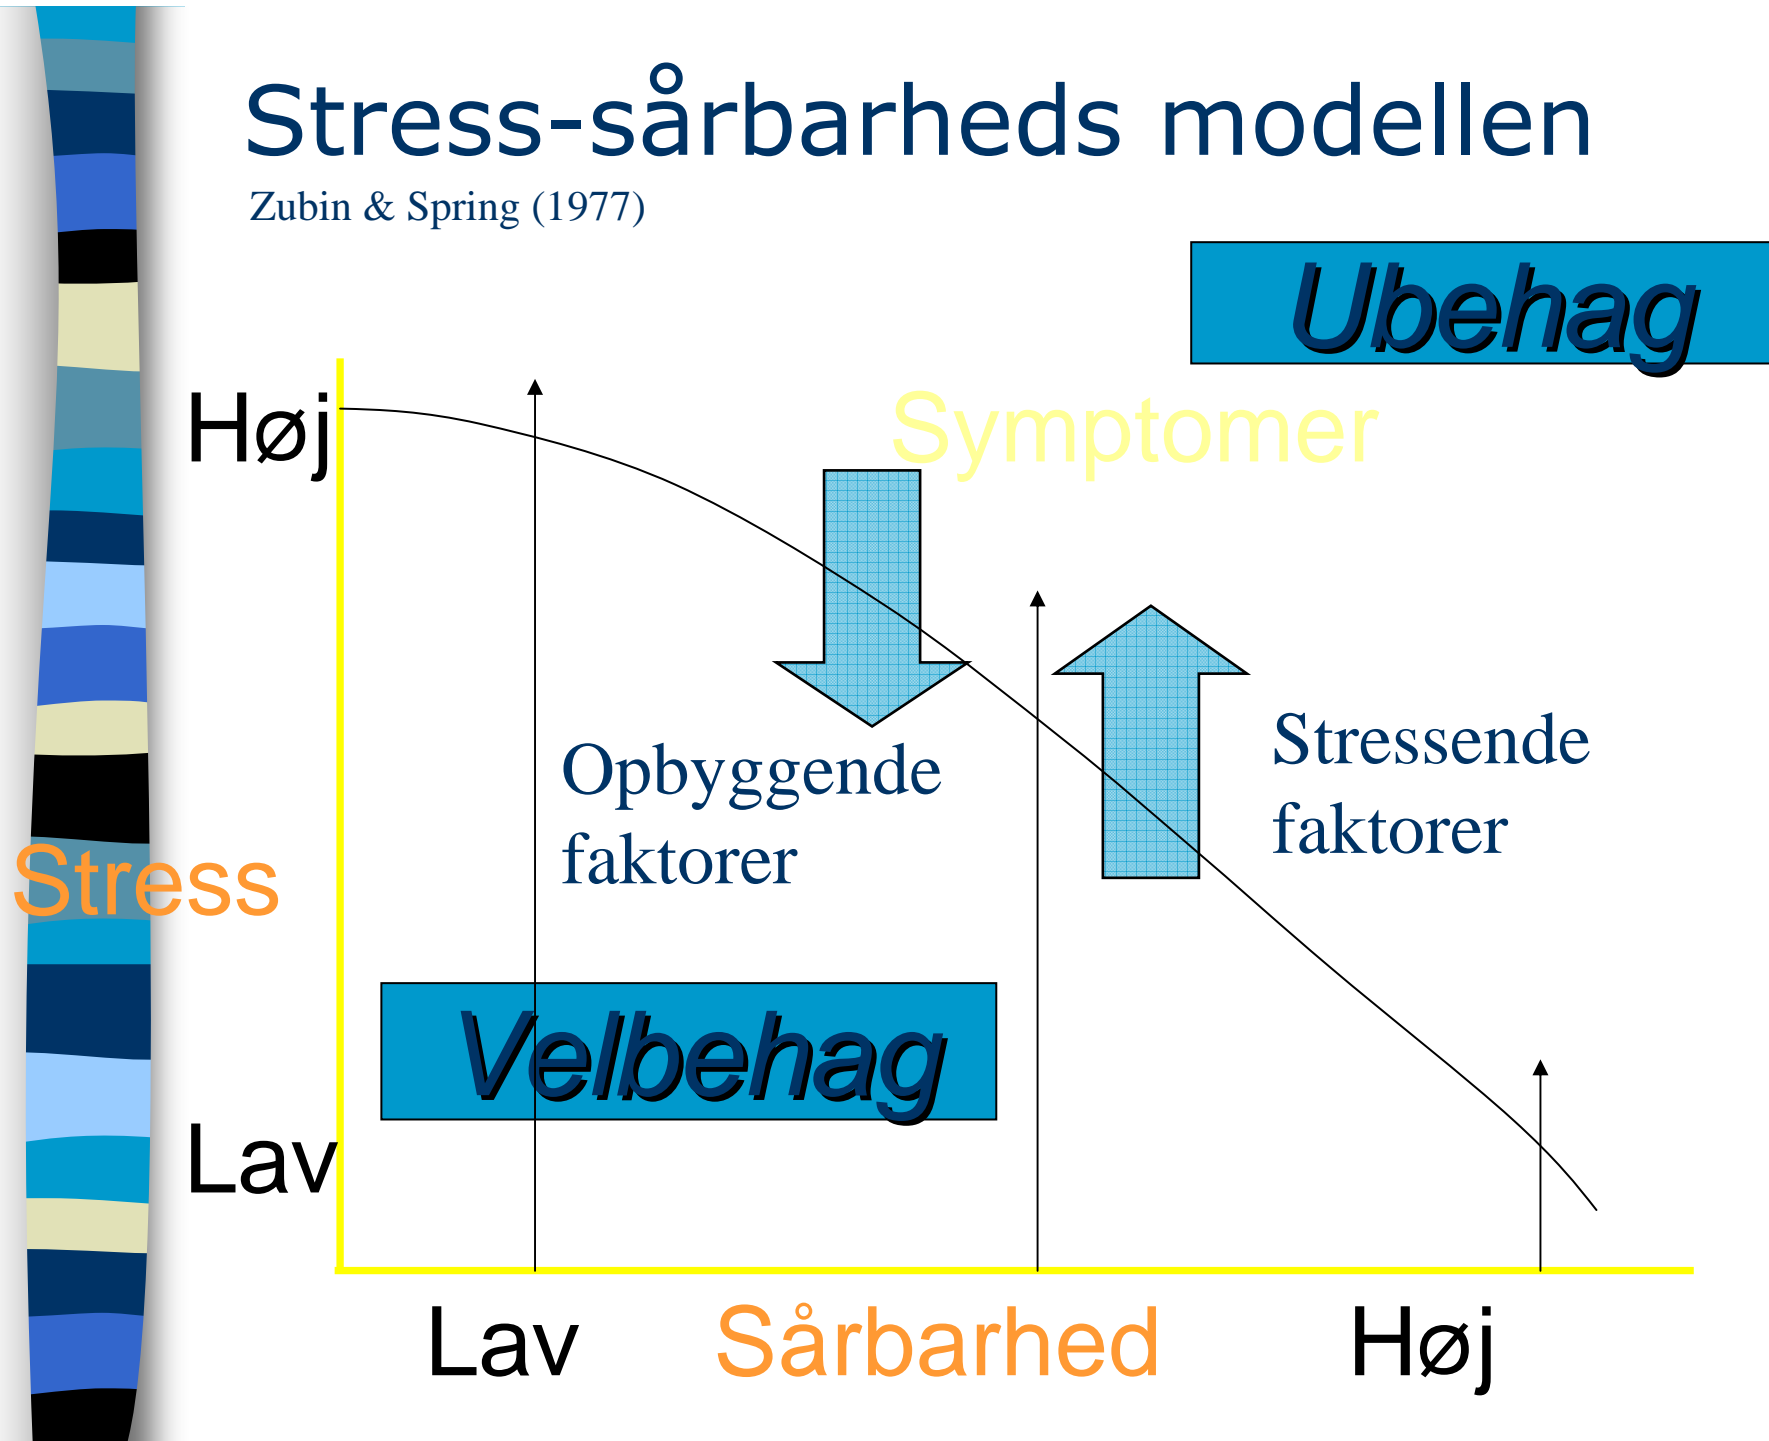 Stress-sårbarheds modellen
Zubin & Spring (1977)
Ubehag
Høj
Symptomer
Opbyggende
faktorer
Stressende
faktorer
Stress
Velbehag
Lav
Lav
Sårbarhed
Høj